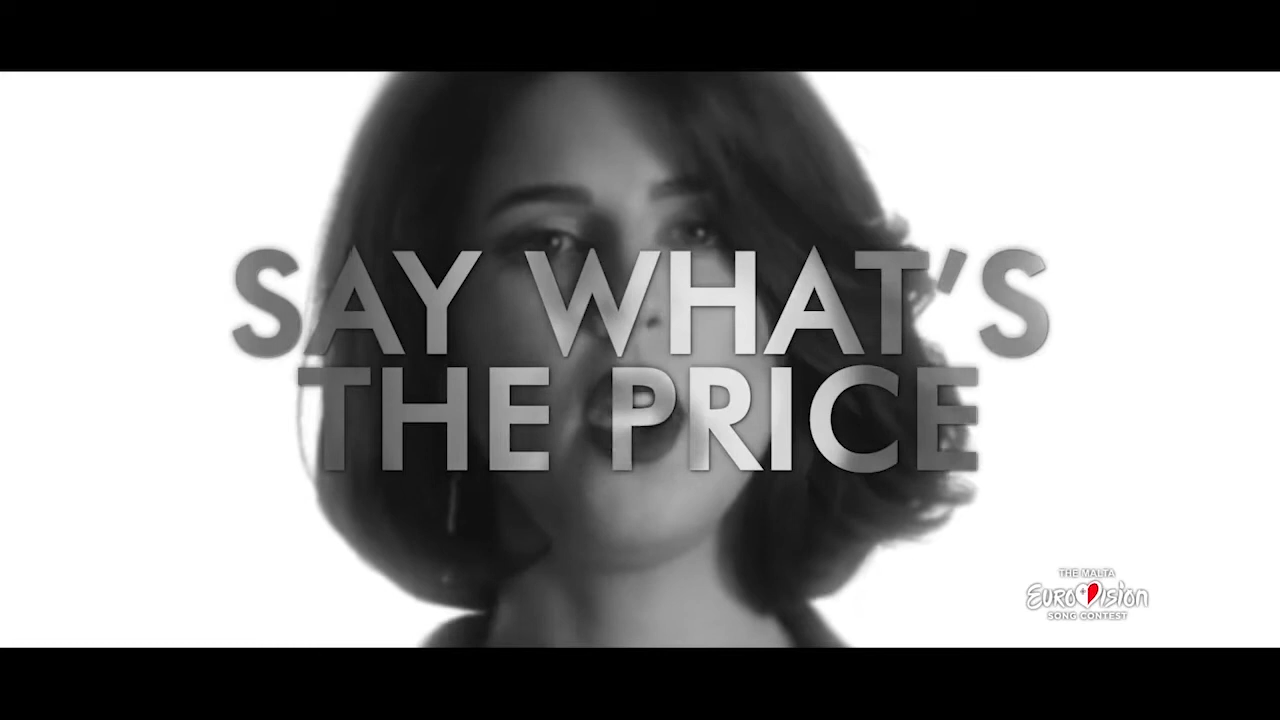 SAY WHAT'S
THE PRICE
THE MALTA
EUROVISION
SONG CONTEST